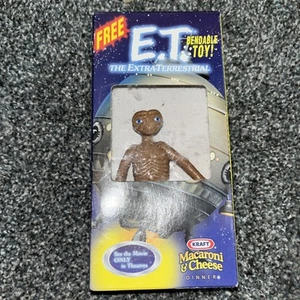 FREE
E.T.
THE EXTRA-TERRESTRIAL
BENDABLE
TOY!
See the Movie
ONLY
in Theatres
KRAFT
Macaroni
& Cheese
DINNER